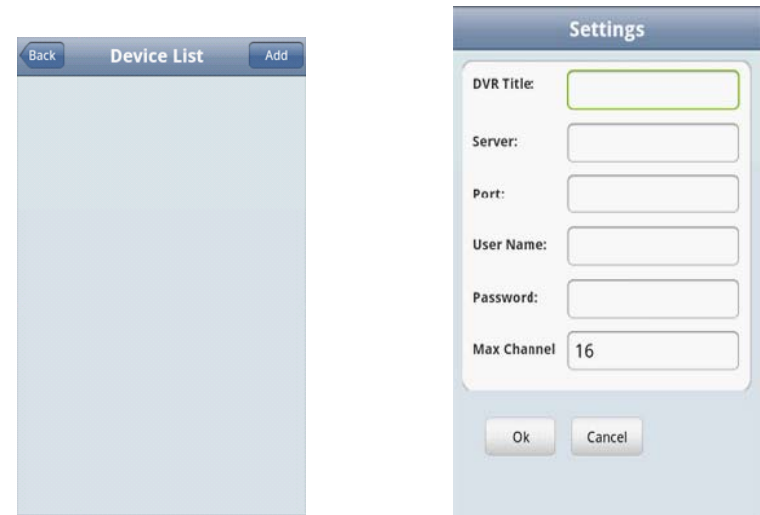 Back Device List Add
Settings
DVR Title:
Server:
Port:
User Name:
Password:
Max Channel 16
Ok Cancel